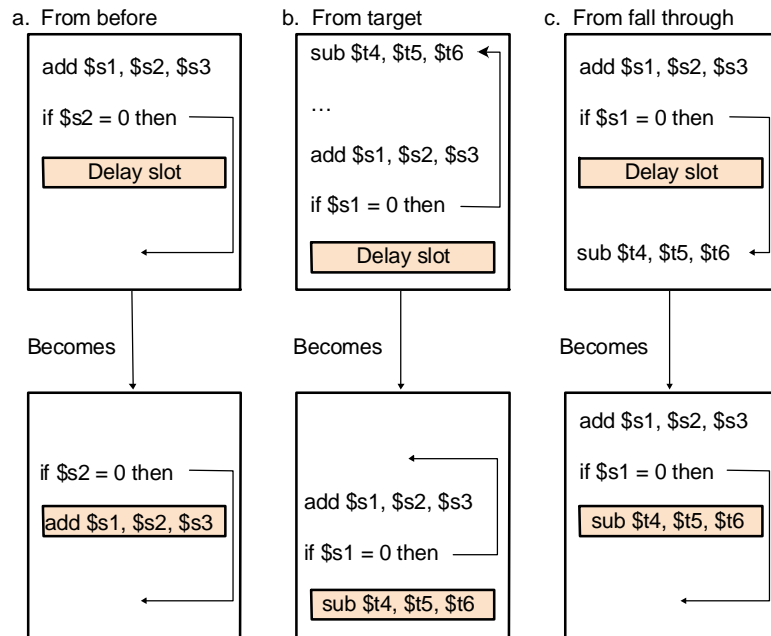 a. From before
add $s1, $s2, $s3
if $s2 = 0 then
Delay slot
Becomes
if $s2 = 0 then
add $s1, $s2, $s3
b. From target
sub $t4, $t5, $t6
…
add $s1, $s2, $s3
if $s1 = 0 then
Delay slot
Becomes
add $s1, $s2, $s3
if $s1 = 0 then
sub $t4, $t5, $t6
c. From fall through
add $s1, $s2, $s3
if $s1 = 0 then
Delay slot
sub $t4, $t5, $t6
Becomes
add $s1, $s2, $s3
if $s1 = 0 then
sub $t4, $t5, $t6